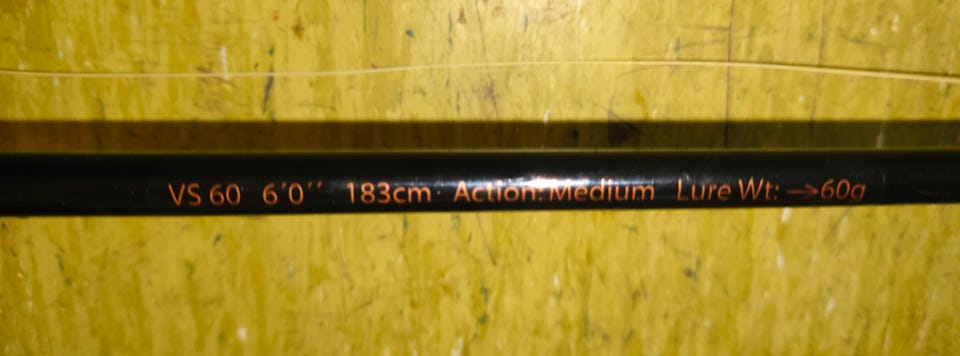 VS 60 6'0'' 183cm Action: Medium Lure Wt: →60g